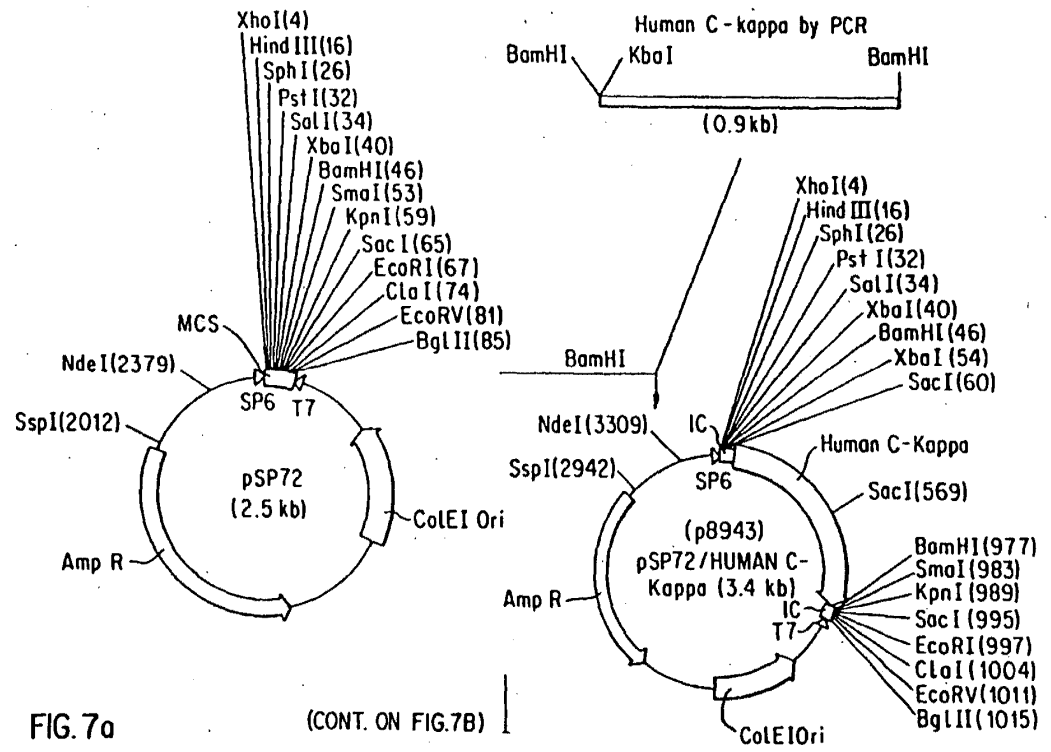 XhoI(4)
Hind III(16)
Sph I(26)
Pst I(32)
Sal I(34)
Xba I(40)
BamHI(46)
SmaI(53)
KpnI(59)
Sac I(65)
EcoRI(67)
Cla I(74)
EcoRV(81)
Bgl II(85)
MCS
NdeI(2379)
SspI(2012)
SP6
T7
pSP72
(2.5 kb)
ColEI Ori
Amp R
FIG.7a
(CONT. ON FIG.7B)
Human C-kappa by PCR
BamHI
KbaI
BamHI
(0.9kb)
BamHI
XhoI(4)
Hind III(16)
SphI(26)
Pst I(32)
SalI(34)
XbaI(40)
BamHI(46)
XbaI(54)
SacI(60)
NdeI(3309)
IC
SspI(2942)
SP6
Human C-Kappa
SacI(569)
(p8943)
pSP72/HUMAN C-
Kappa (3.4 kb)
Amp R
IC
T7
BamHI(977)
SmaI(983)
KpnI(989)
SacI(995)
EcoRI(997)
ClaI(1004)
EcoRV(1011)
BglII(1015)
ColEIOri